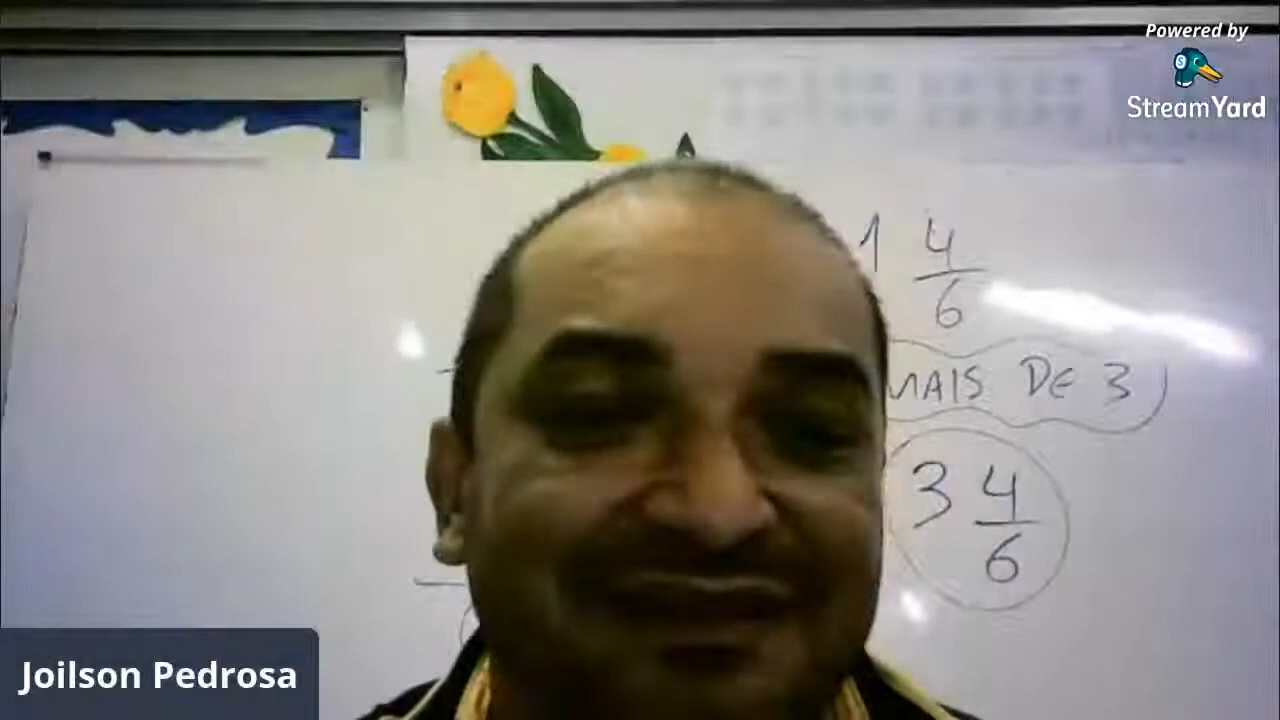 Powered by
StreamYard
1 4/6
MAIS DE 3)
3 4/6
Joilson Pedrosa